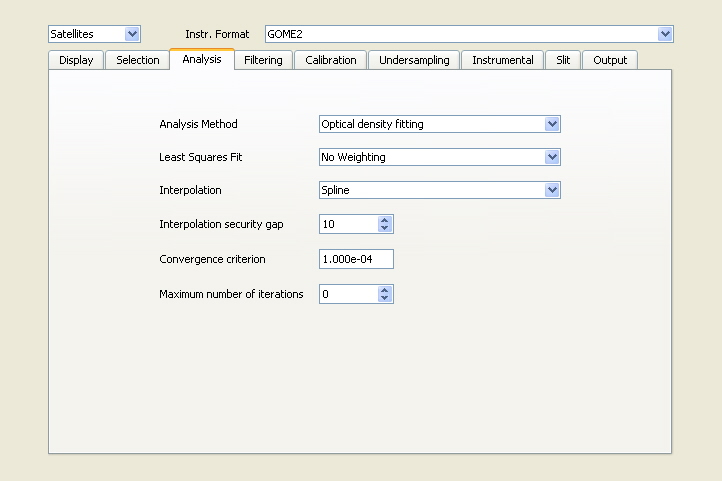 Satellites Instr. Format GOME2
Display Selection Analysis Filtering Calibration Undersampling Instrumental Slit Output
Analysis Method Optical density fitting
Least Squares Fit No Weighting
Interpolation Spline
Interpolation security gap 10
Convergence criterion 1.000e-04
Maximum number of iterations 0